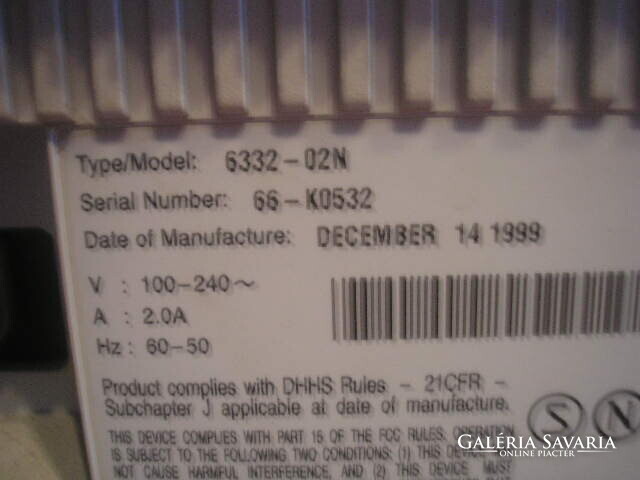 Type/Model: 6332-02N
Serial Number: 66-K0532
Date of Manufacture: DECEMBER 14 1999
V : 100-240~
A : 2.0A
Hz : 60-50
Product complies with DHHS Rules - 21CFR -
Subchapter J applicable at date of manufacture.
S N
THIS DEVICE COMPLIES WITH PART 15 OF THE FCC RULES. OPERATION
IS SUBJECT TO THE FOLLOWING TWO CONDITIONS: (1) THIS
NOT CAUSE HARMFUL INTERFERENCE, AND (2) THIS DEVICE MUST
GALÉRIA SAVARIA
ONLINE PIACTER